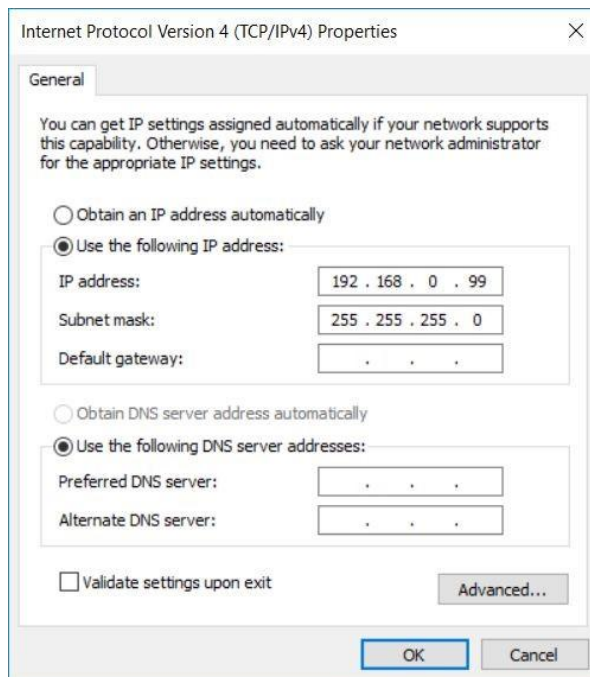 Internet Protocol Version 4 (TCP/IPv4) Properties
General
You can get IP settings assigned automatically if your network supports
this capability. Otherwise, you need to ask your network administrator
for the appropriate IP settings.
Obtain an IP address automatically
Use the following IP address:
IP address: 192 . 168 . 0 . 99
Subnet mask: 255 . 255 . 255 . 0
Default gateway: . . .
Obtain DNS server address automatically
Use the following DNS server addresses:
Preferred DNS server: . . .
Alternate DNS server: . . .
Validate settings upon exit
Advanced...
OK Cancel